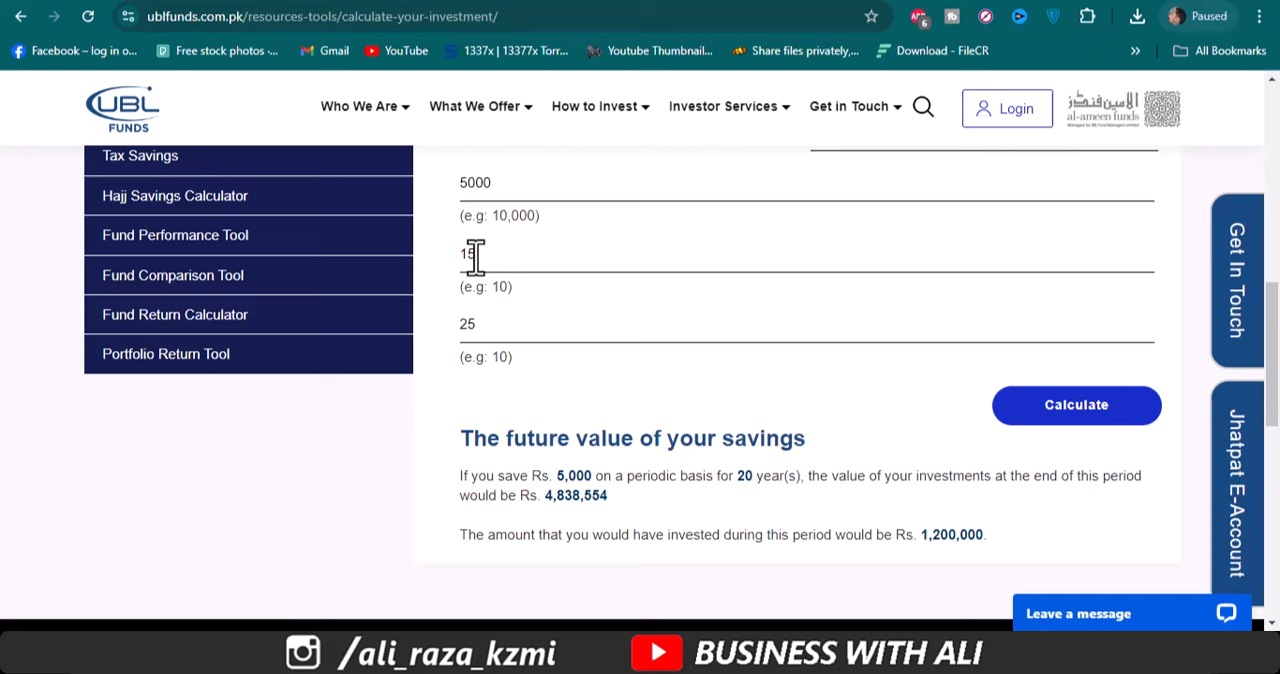 ublfunds.com.pk/resources-tools/calculate-your-investment/
6
Paused
Facebook – log in o...
Free stock photos -...
Gmail
YouTube
1337x | 13377x Torr...
Youtube Thumbnail...
Share files privately,...
Download - FileCR
»
All Bookmarks
UBL
FUNDS
Who We Are
What We Offer
How to Invest
Investor Services
Get in Touch
Login
الامین فنڈز
al-ameen funds
Tax Savings
Hajj Savings Calculator
Fund Performance Tool
Fund Comparison Tool
Fund Return Calculator
Portfolio Return Tool
5000
(e.g: 10,000)
15
(e.g: 10)
25
(e.g: 10)
Calculate
The future value of your savings
If you save Rs. 5,000 on a periodic basis for 20 year(s), the value of your investments at the end of this period
would be Rs. 4,838,554
The amount that you would have invested during this period would be Rs. 1,200,000.
Get In Touch
Jhatpat E-Account
Leave a message
/ali_raza_kzmi
BUSINESS WITH ALI